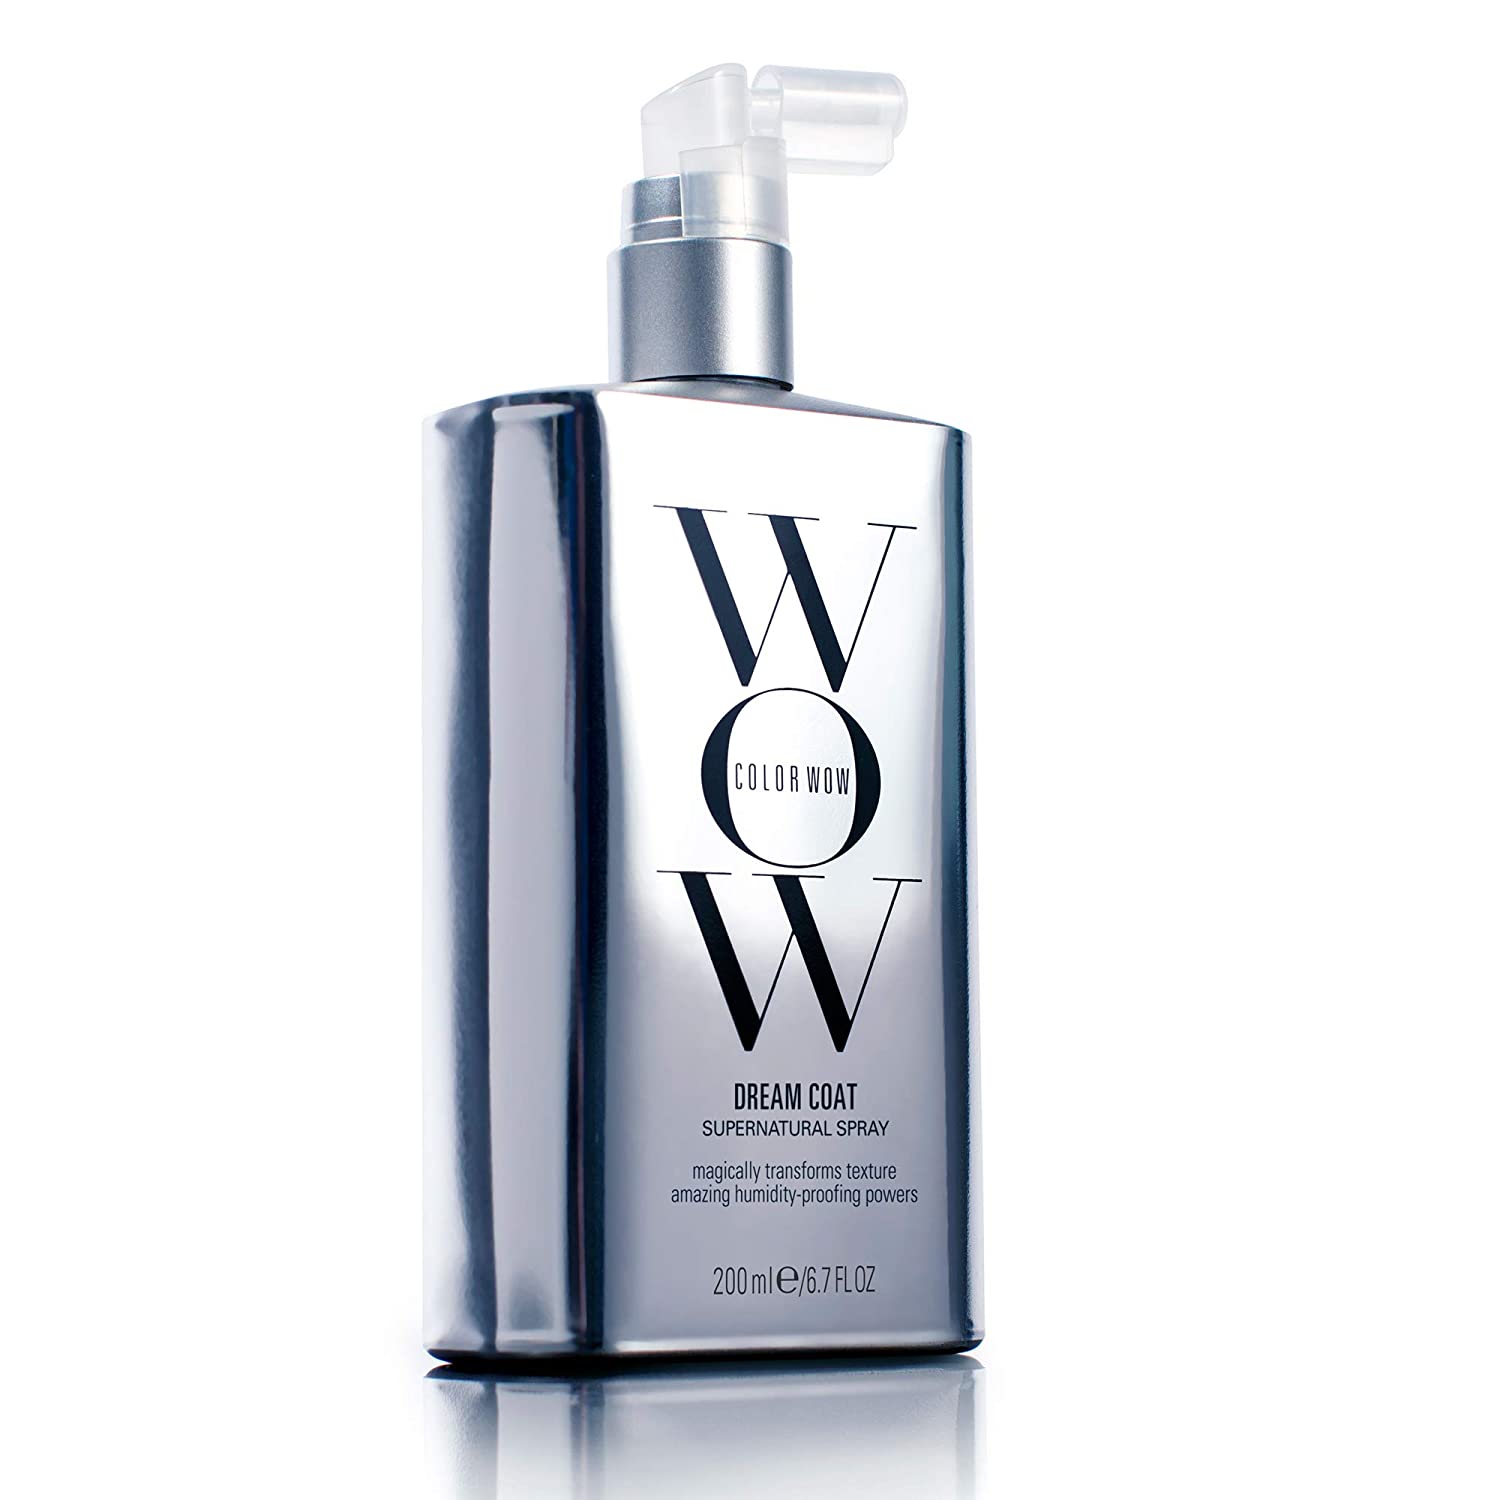 WOW
COLOR WOW
DREAM COAT
SUPERNATURAL SPRAY
magically transforms texture
amazing humidity-proofing powers
200 ml ℮/6.7 FL OZ